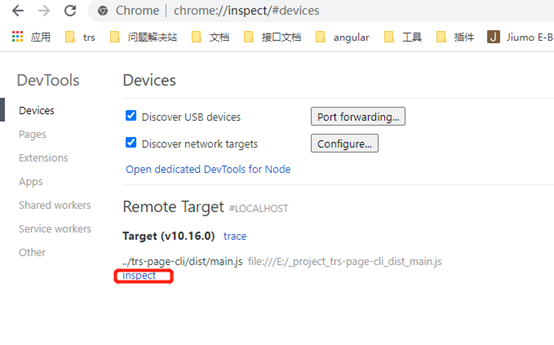 Chrome | chrome://inspect/#devices
应用 trs 问题解决站 文档 接口文档 angular 工具 插件 J Jiumo E-B
DevTools
Devices
Pages
Extensions
Apps
Shared workers
Service workers
Other
Devices
Discover USB devices Port forwarding...
Discover network targets Configure...
Open dedicated DevTools for Node
Remote Target #LOCALHOST
Target (v10.16.0) trace
../trs-page-cli/dist/main.js file:///E:/_project_trs-page-cli_dist_main.js
inspect